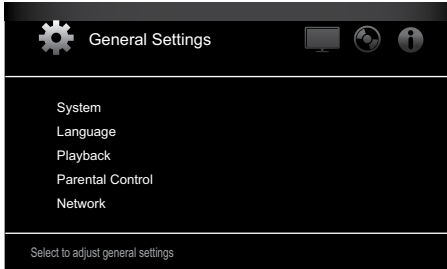 General Settings
System
Language
Playback
Parental Control
Network
Select to adjust general settings